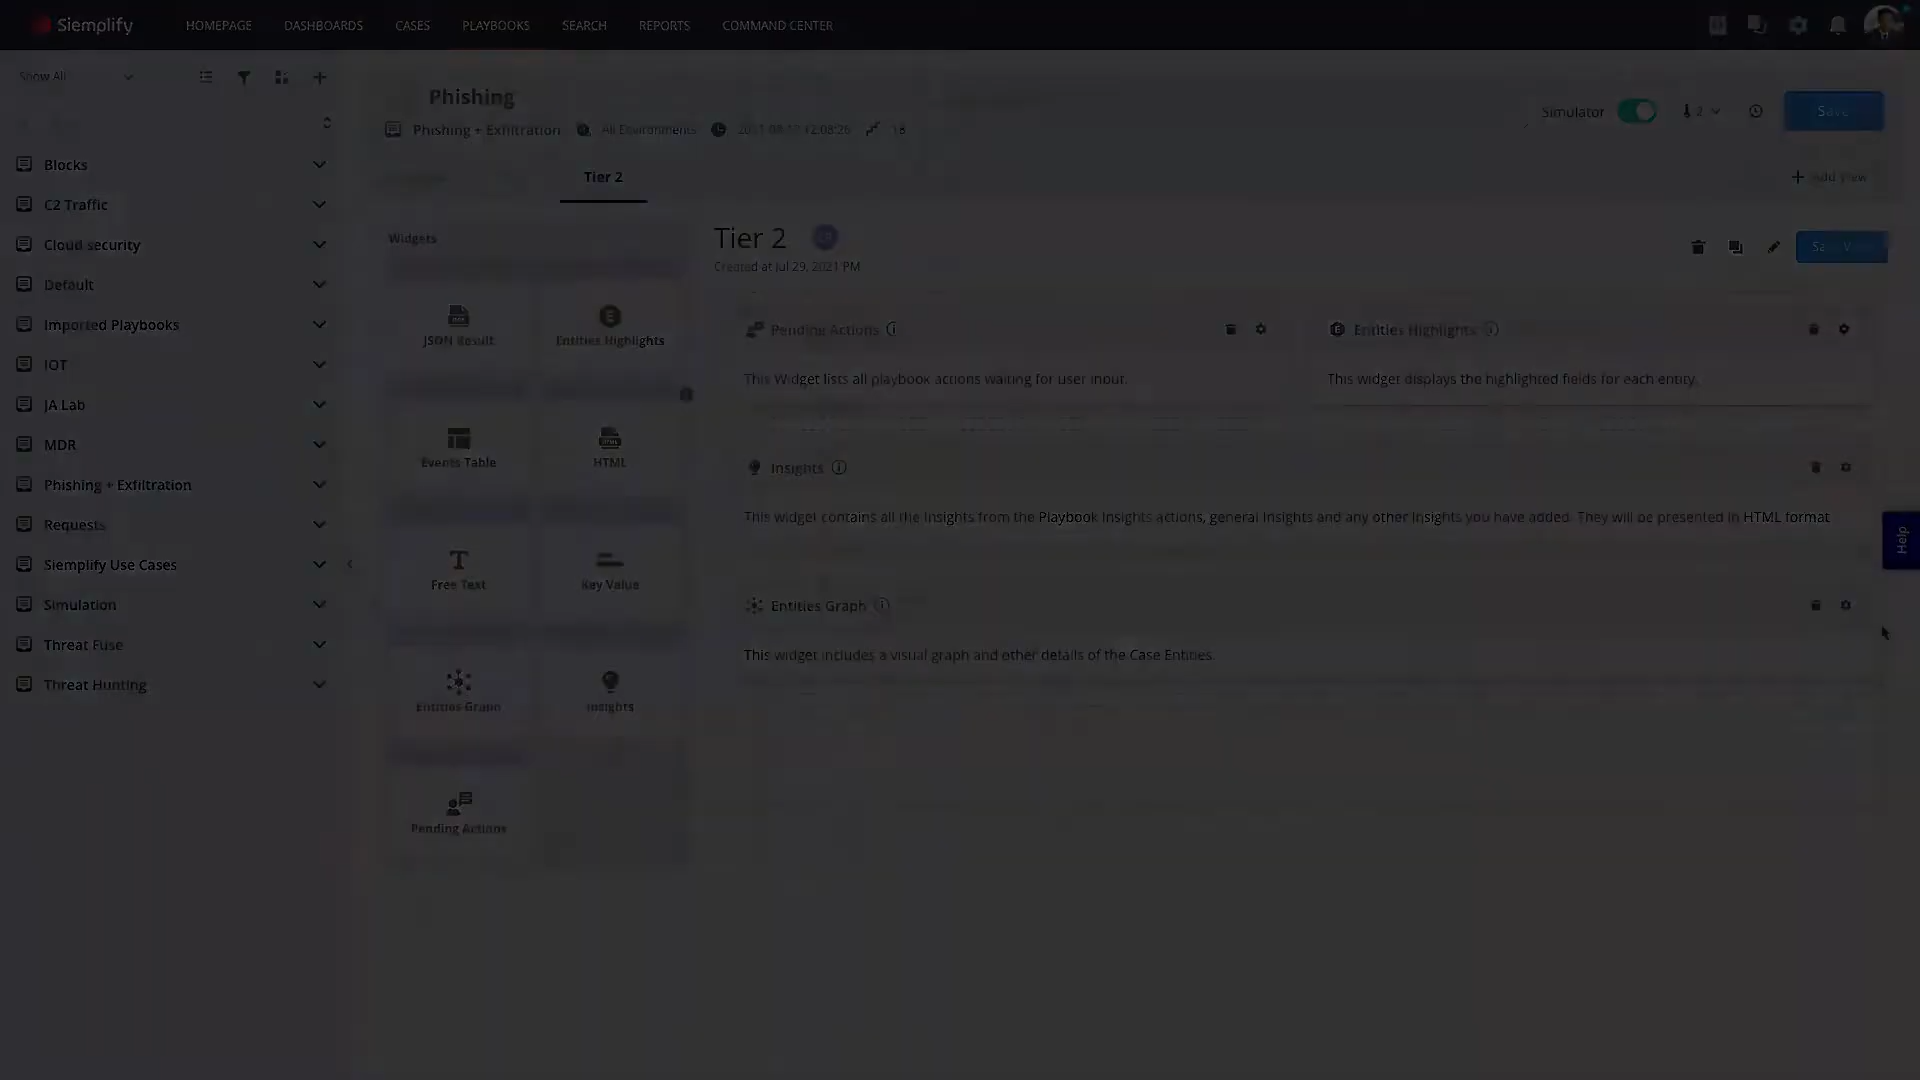 Siemplify HOMEPAGE DASHBOARDS CASES PLAYBOOKS SEARCH REPORTS COMMAND CENTER
Show All
Phishing
Simulator 2 Save
Phishing + Exfiltration All Environments 18
Tier 2
Add View
Blocks
C2 Traffic
Cloud security
Default
Imported Playbooks
IOT
JA Lab
MDR
Phishing + Exfiltration
Requests
Siemplify Use Cases
Simulation
Threat Fuse
Threat Hunting
Widgets
JSON Result Entities Highlights
Events Table HTML
Free Text Key Value
Entities Graph Insights
Pending Actions
Tier 2
Created at Jul 29, 2021 PM
Pending Actions
This Widget lists all playbook actions waiting for user input.
Entities Highlights
This widget displays the highlighted fields for each entity.
Insights
This widget contains all the Insights from the Playbook Insights actions, general Insights and any other Insights you have added. They will be presented in HTML format
Entities Graph
This widget includes a visual graph and other details of the Case Entities.
Help